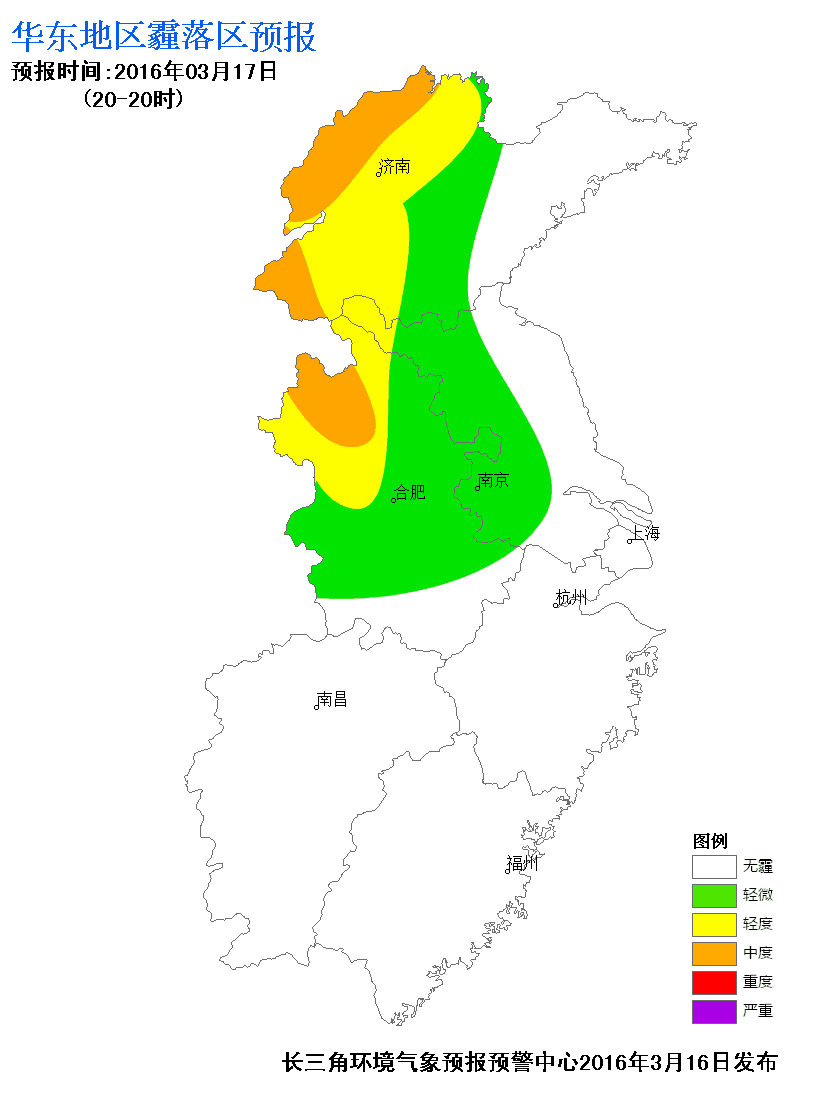 华东地区霾落区预报
预报时间:2016年03月17日
(20-20时)
济南
合肥
南京
上海
杭州
南昌
福州
图例
无霾
轻微
轻度
中度
重度
严重
长三角环境气象预报预警中心2016年3月16日发布